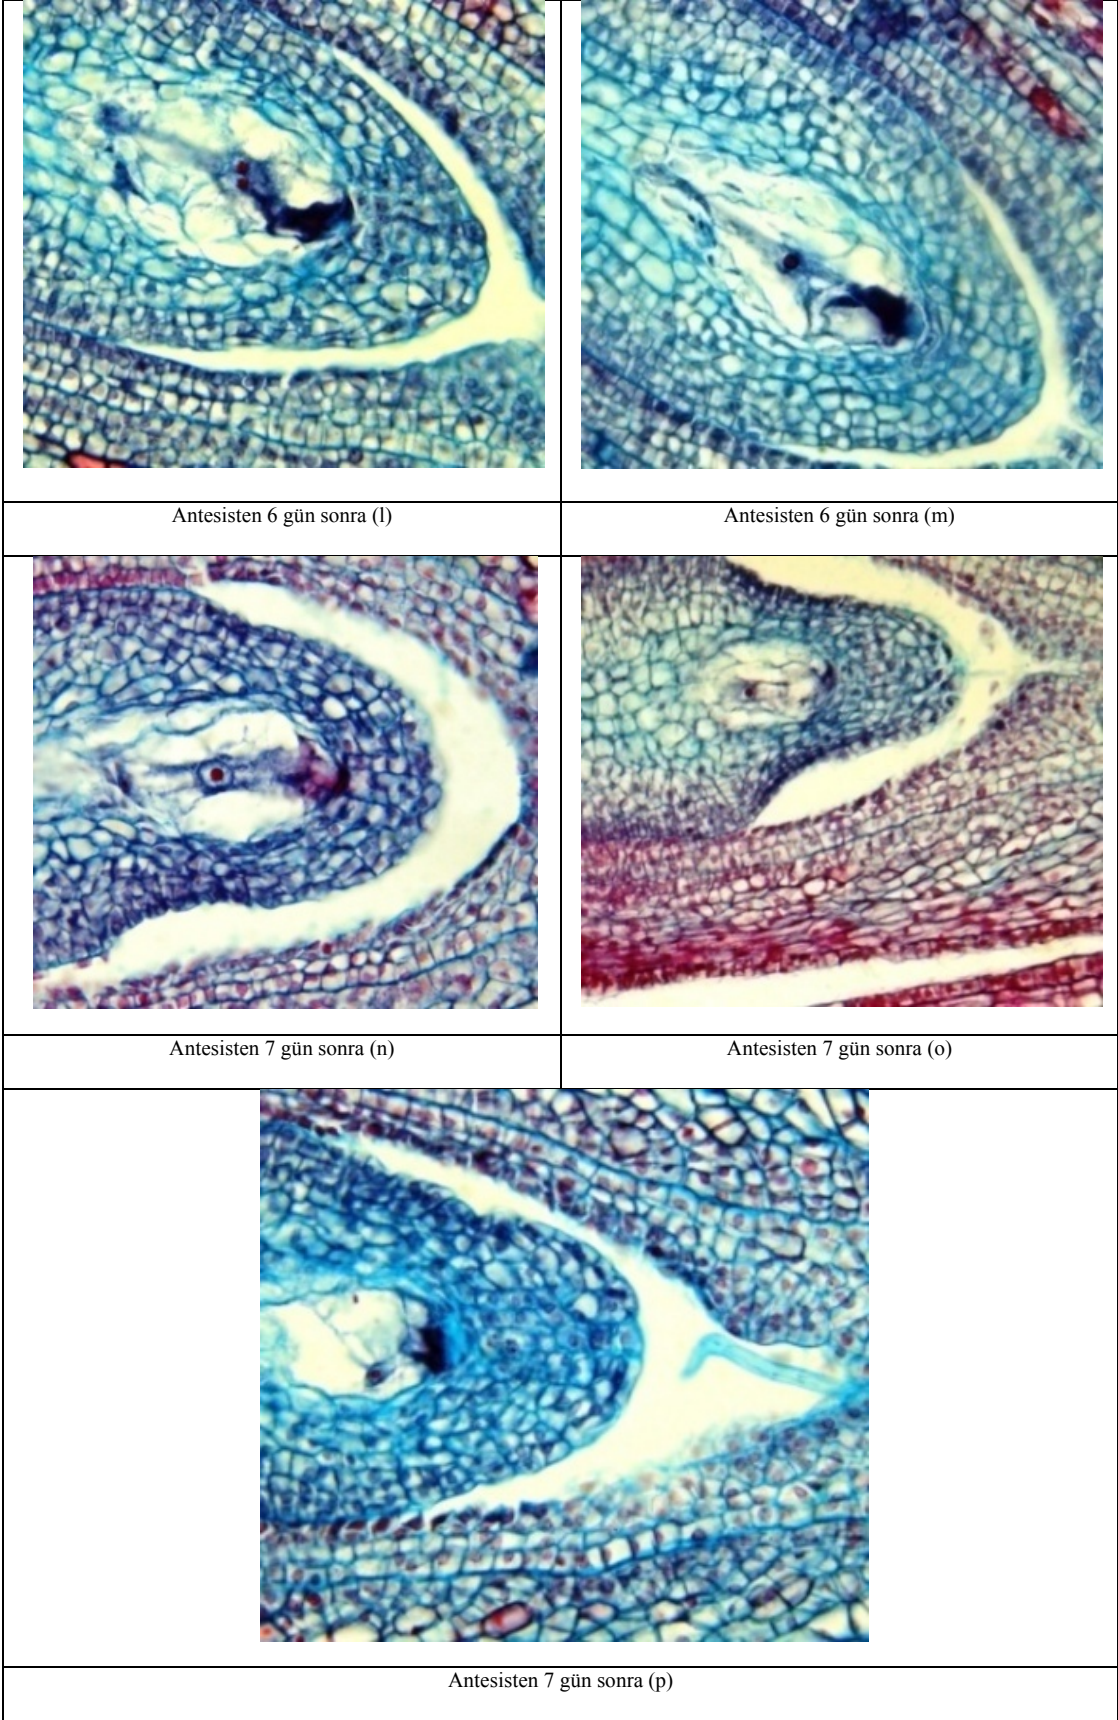 Antesisten 6 gün sonra (l)
Antesisten 6 gün sonra (m)
Antesisten 7 gün sonra (n)
Antesisten 7 gün sonra (o)
Antesisten 7 gün sonra (p)